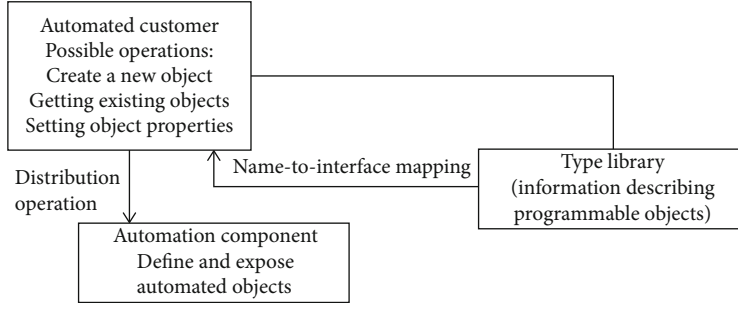 Automated customer
Possible operations:
Create a new object
Getting existing objects
Setting object properties
Distribution
operation
Name-to-interface mapping
Type library
(information describing
programmable objects)
Automation component
Define and expose
automated objects